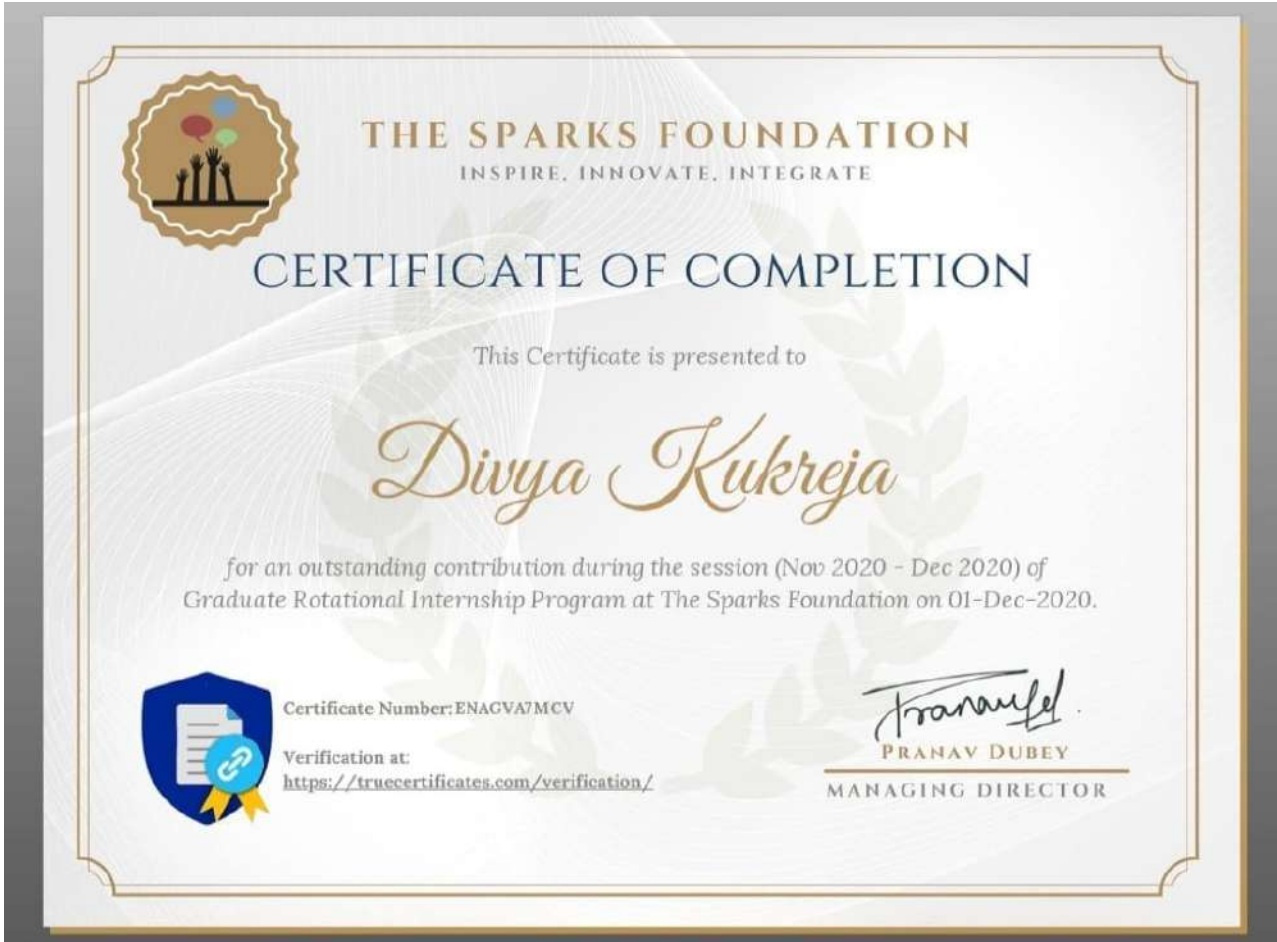 THE SPARKS FOUNDATION
INSPIRE, INNOVATE, INTEGRATE
CERTIFICATE OF COMPLETION
This Certificate is presented to
Divya Kukreja
for an outstanding contribution during the session (Nov 2020 - Dec 2020) of
Graduate Rotational Internship Program at The Sparks Foundation on 01-Dec-2020.
Certificate Number: ENAGVA7MCV
Verification at:
https://truecertificates.com/verification/
PRANAV DUBEY
MANAGING DIRECTOR